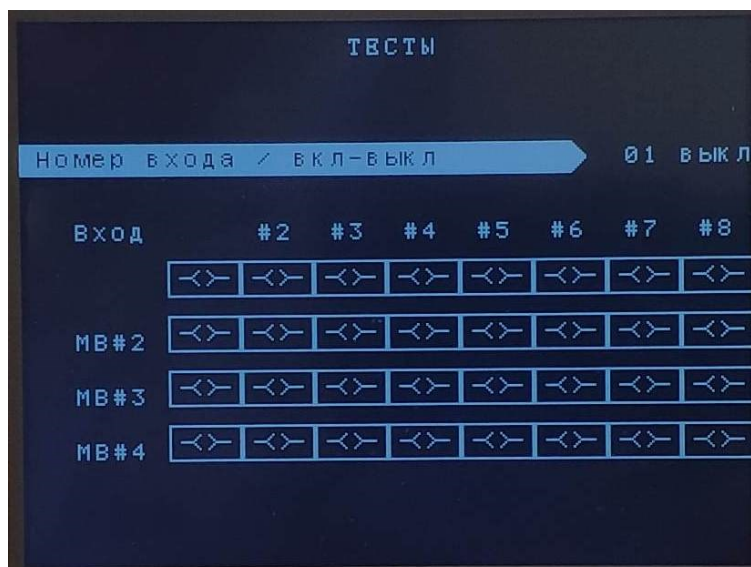 ТЕСТЫ
Номер входа / вкл-выкл 01 выкл
Вход #2 #3 #4 #5 #6 #7 #8
-<>- -<>- -<>- -<>- -<>- -<>- -<>- -<>-
МВ#2 -<>- -<>- -<>- -<>- -<>- -<>- -<>- -<>-
МВ#3 -<>- -<>- -<>- -<>- -<>- -<>- -<>- -<>-
МВ#4 -<>- -<>- -<>- -<>- -<>- -<>- -<>- -<>-